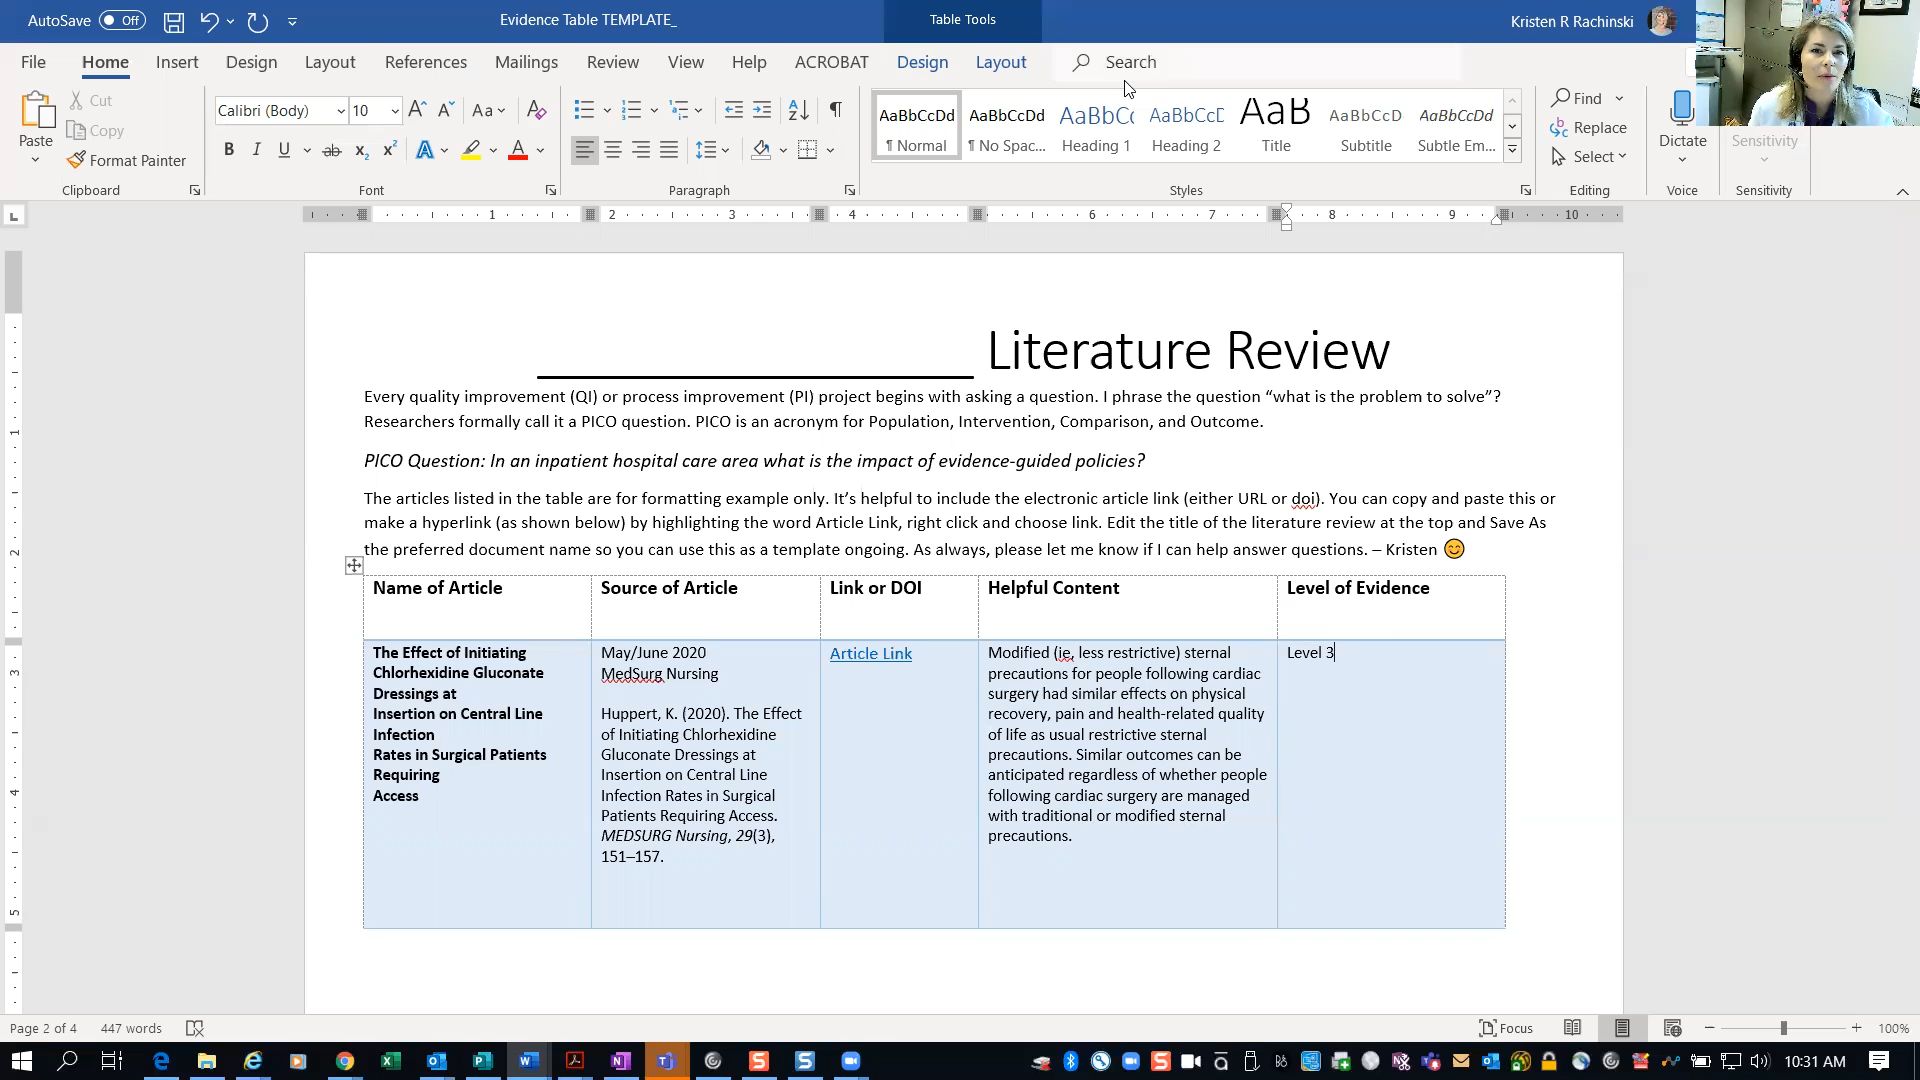 AutoSave Off Evidence Table TEMPLATE_ Table Tools Kristen R Rachinski
File Home Insert Design Layout References Mailings Review View Help ACROBAT Design Layout Search
Paste
Cut
Copy
Format Painter
Clipboard
Calibri (Body) 10
Font
Paragraph
AaBbCcDd AaBbCcDd AaBbCc AaBbCcD AaB AaBbCcD AaBbCcDd
¶ Normal ¶ No Spac... Heading 1 Heading 2 Title Subtitle Subtle Em...
Styles
Find
Replace
Select
Editing
Dictate
Voice
Sensitivity
Sensitivity
1 2 3 4 6 7 8 9 10
Literature Review
Every quality improvement (QI) or process improvement (PI) project begins with asking a question. I phrase the question “what is the problem to solve”?
Researchers formally call it a PICO question. PICO is an acronym for Population, Intervention, Comparison, and Outcome.
PICO Question: In an inpatient hospital care area what is the impact of evidence-guided policies?
The articles listed in the table are for formatting example only. It’s helpful to include the electronic article link (either URL or doi). You can copy and paste this or
make a hyperlink (as shown below) by highlighting the word Article Link, right click and choose link. Edit the title of the literature review at the top and Save As
the preferred document name so you can use this as a template ongoing. As always, please let me know if I can help answer questions. – Kristen 😊
Name of Article
Source of Article
Link or DOI
Helpful Content
Level of Evidence
The Effect of Initiating
Chlorhexidine Gluconate
Dressings at
Insertion on Central Line
Infection
Rates in Surgical Patients
Requiring
Access
May/June 2020
MedSurg Nursing
Huppert, K. (2020). The Effect
of Initiating Chlorhexidine
Gluconate Dressings at
Insertion on Central Line
Infection Rates in Surgical
Patients Requiring Access.
MEDSURG Nursing, 29(3),
151–157.
Article Link
Modified (ie, less restrictive) sternal
precautions for people following cardiac
surgery had similar effects on physical
recovery, pain and health-related quality
of life as usual restrictive sternal
precautions. Similar outcomes can be
anticipated regardless of whether people
following cardiac surgery are managed
with traditional or modified sternal
precautions.
Level 3
Page 2 of 4 447 words Focus 100%
10:31 AM